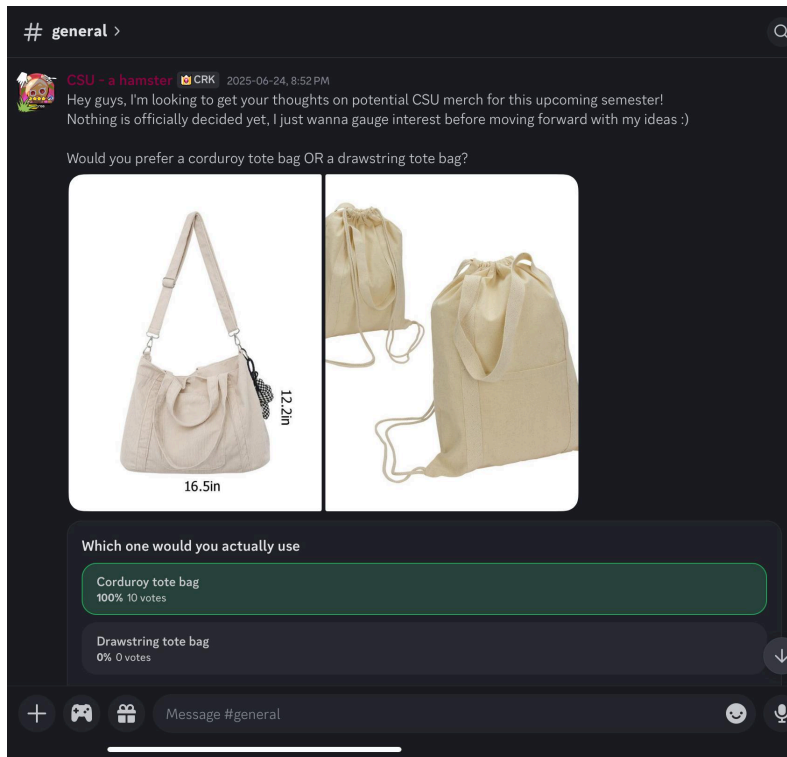 # general >
CSU - a hamster CRK 2025-06-24, 8:52 PM
Hey guys, I'm looking to get your thoughts on potential CSU merch for this upcoming semester!
Nothing is officially decided yet, I just wanna gauge interest before moving forward with my ideas :)
Would you prefer a corduroy tote bag OR a drawstring tote bag?
12.2in
16.5in
Which one would you actually use
Corduroy tote bag
100% 10 votes
Drawstring tote bag
0% 0 votes
Message #general